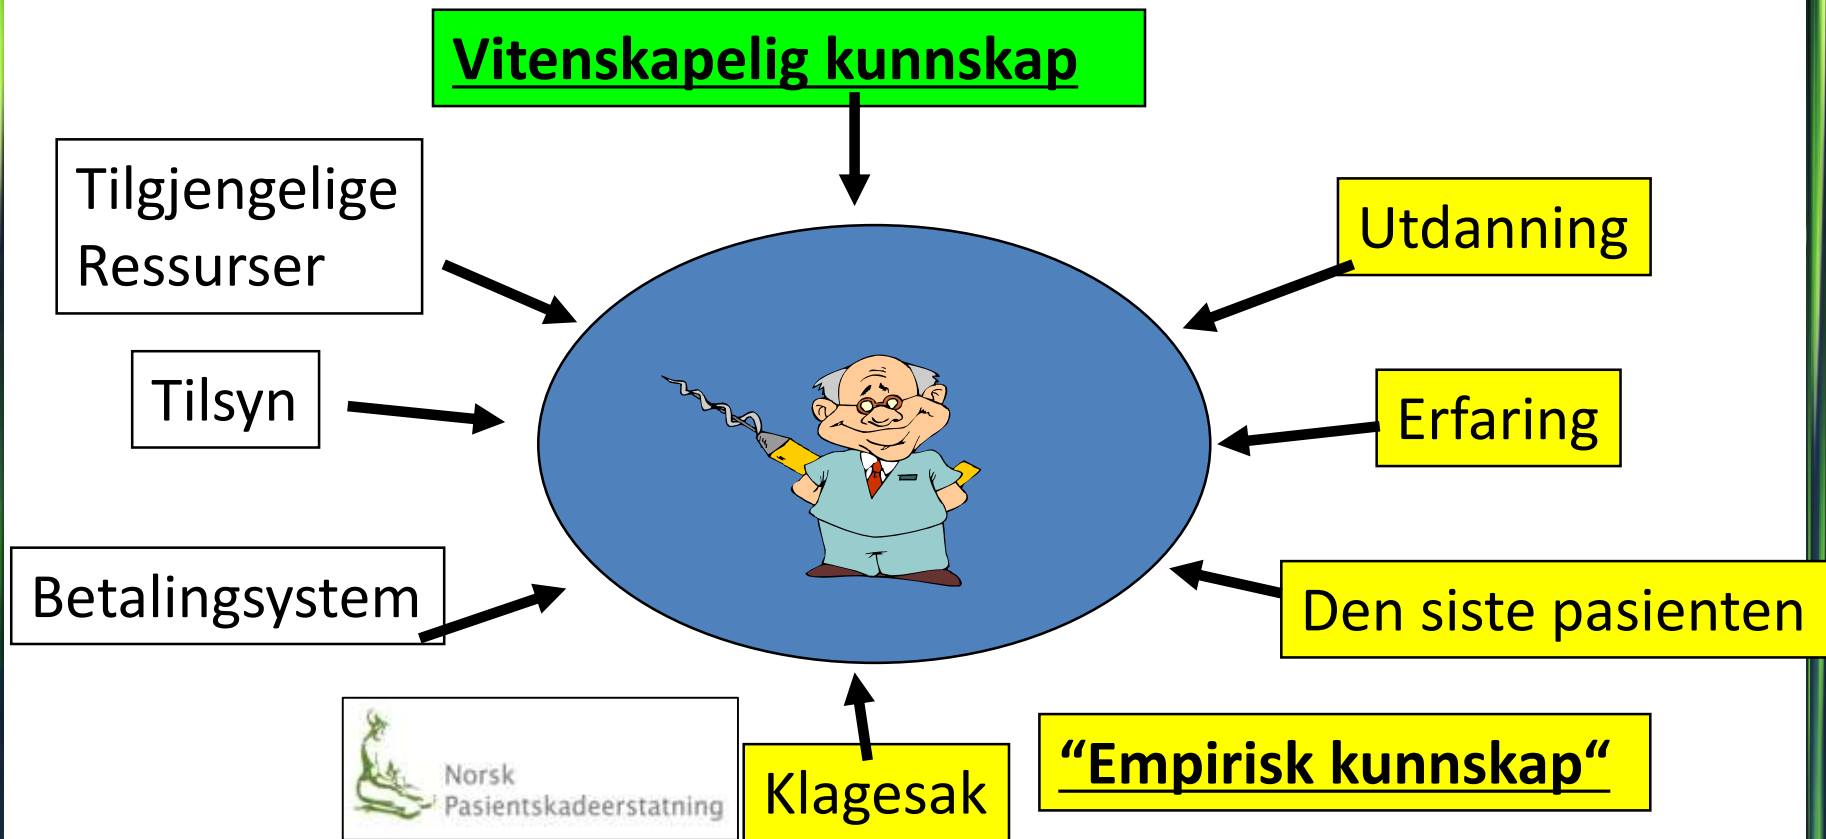 Vitenskapelig kunnskap
Tilgjengelige
Ressurser
Utdanning
Tilsyn
Erfaring
Betalingsystem
Den siste pasienten
Norsk
Pasientskadeerstatning
Klagesak
“Empirisk kunnskap“